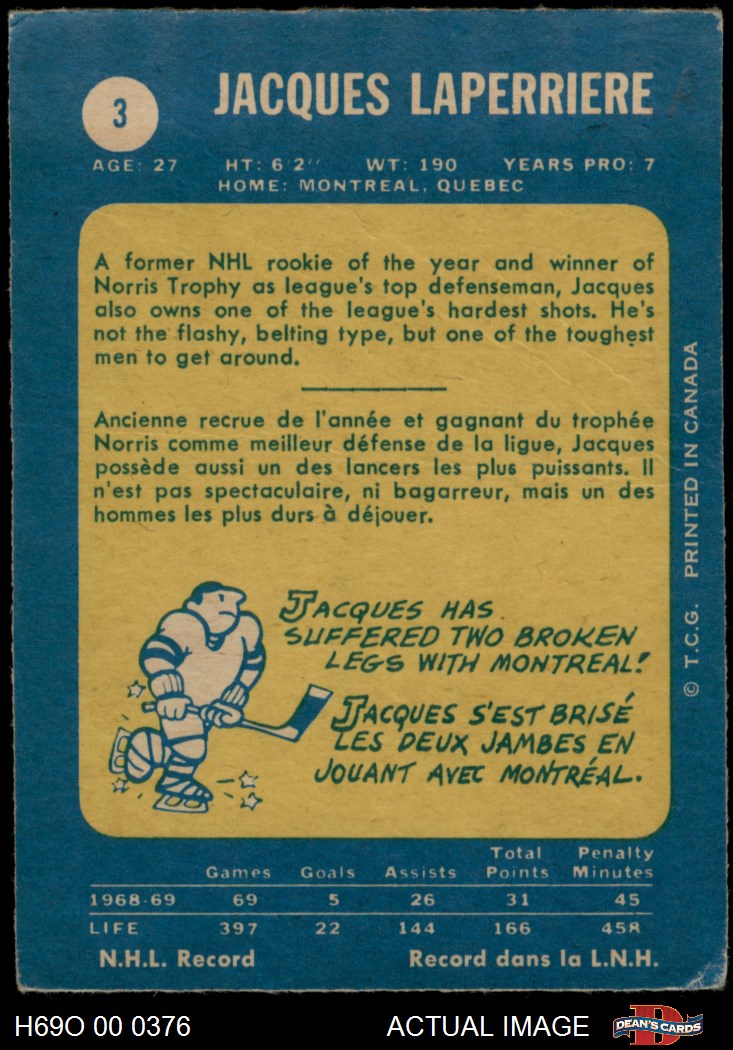 3
JACQUES LAPERRIERE
AGE: 27 HT: 6'2'' WT: 190 YEARS PRO: 7
HOME: MONTREAL, QUEBEC
A former NHL rookie of the year and winner of
Norris Trophy as league's top defenseman, Jacques
also owns one of the league's hardest shots. He's
not the flashy, belting type, but one of the toughest
men to get around.
Ancienne recrue de l'année et gagnant du trophée
Norris comme meilleur défense de la ligue, Jacques
possède aussi un des lancers les plus puissants. Il
n'est pas spectaculaire, ni bagarreur, mais un des
hommes les plus durs à déjouer.
JACQUES HAS
SUFFERED TWO BROKEN
LEGS WITH MONTREAL!
JACQUES S'EST BRISÉ
LES DEUX JAMBES EN
JOUANT AVEC MONTRÉAL.
© T.C.G. PRINTED IN CANADA
Games Goals Assists Total Points Penalty Minutes
1968-69 69 5 26 31 45
LIFE 397 22 144 166 458
N.H.L. Record Record dans la L.N.H.
H69O 00 0376 ACTUAL IMAGE D DEAN'S CARDS